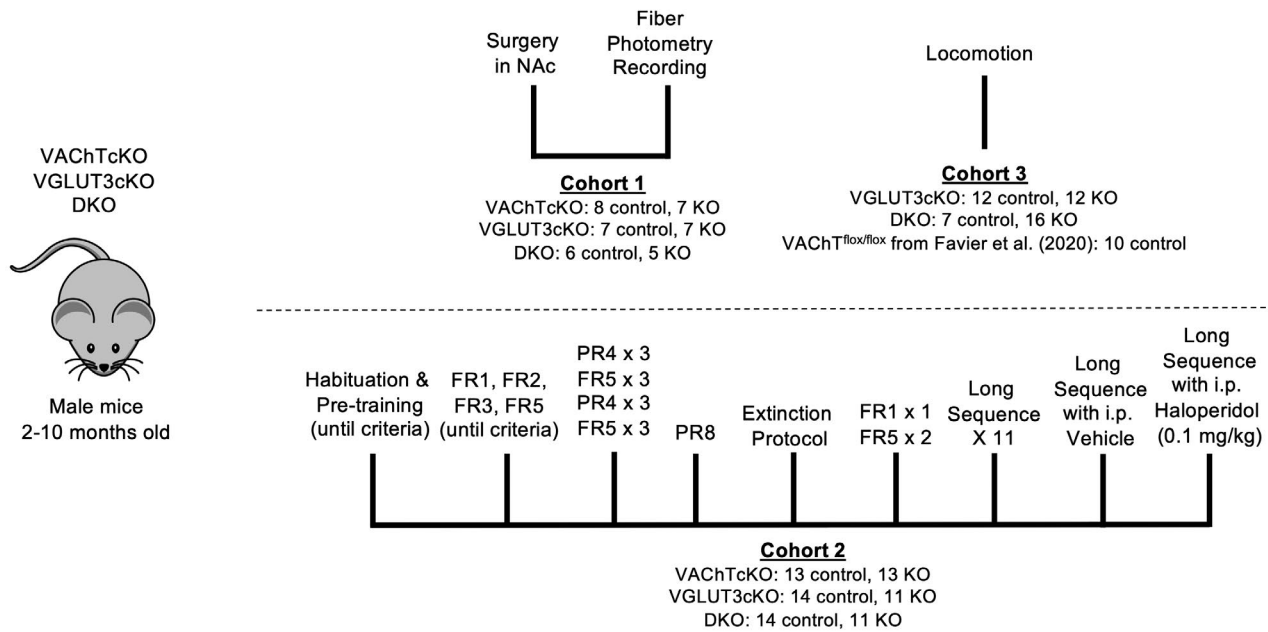 VAChTcKO
VGLUT3cKO
DKO
Male mice
2-10 months old
Surgery
in NAc
Fiber
Photometry
Recording
Cohort 1
VAChTcKO: 8 control, 7 KO
VGLUT3cKO: 7 control, 7 KO
DKO: 6 control, 5 KO
Locomotion
Cohort 3
VGLUT3cKO: 12 control, 12 KO
DKO: 7 control, 16 KO
VAChTflox/flox from Favier et al. (2020): 10 control
Habituation &
Pre-training
(until criteria)
FR1, FR2,
FR3, FR5
(until criteria)
PR4 x 3
FR5 x 3
PR4 x 3
FR5 x 3
PR8
Extinction
Protocol
FR1 x 1
FR5 x 2
Long
Sequence
X 11
Long
Sequence
with i.p.
Vehicle
Long
Sequence
with i.p.
Haloperidol
(0.1 mg/kg)
Cohort 2
VAChTcKO: 13 control, 13 KO
VGLUT3cKO: 14 control, 11 KO
DKO: 14 control, 11 KO